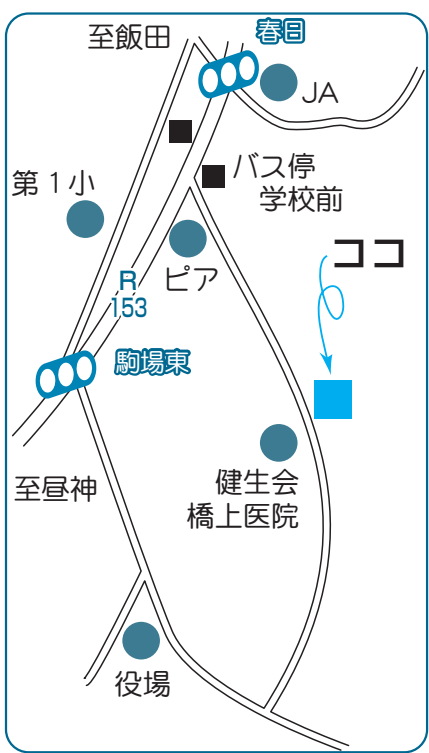 至飯田
春日
JA
バス停
学校前
第1小
ココ
ピア
R
153
駒場東
健生会
橋上医院
至昼神
役場